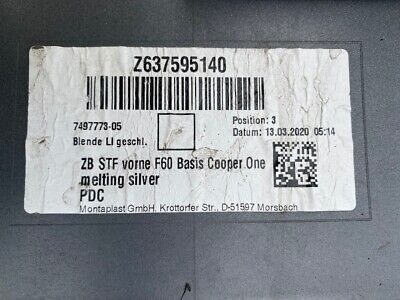 Z637595140
7497773-05
Position: 3
Blende LI geschl.
Datum: 13.03.2020 05:14
ZB STF vorne F60 Basis Cooper One
melting silver
PDC
Montaplast GmbH, Krottorfer Str., D-51597 Morsbach